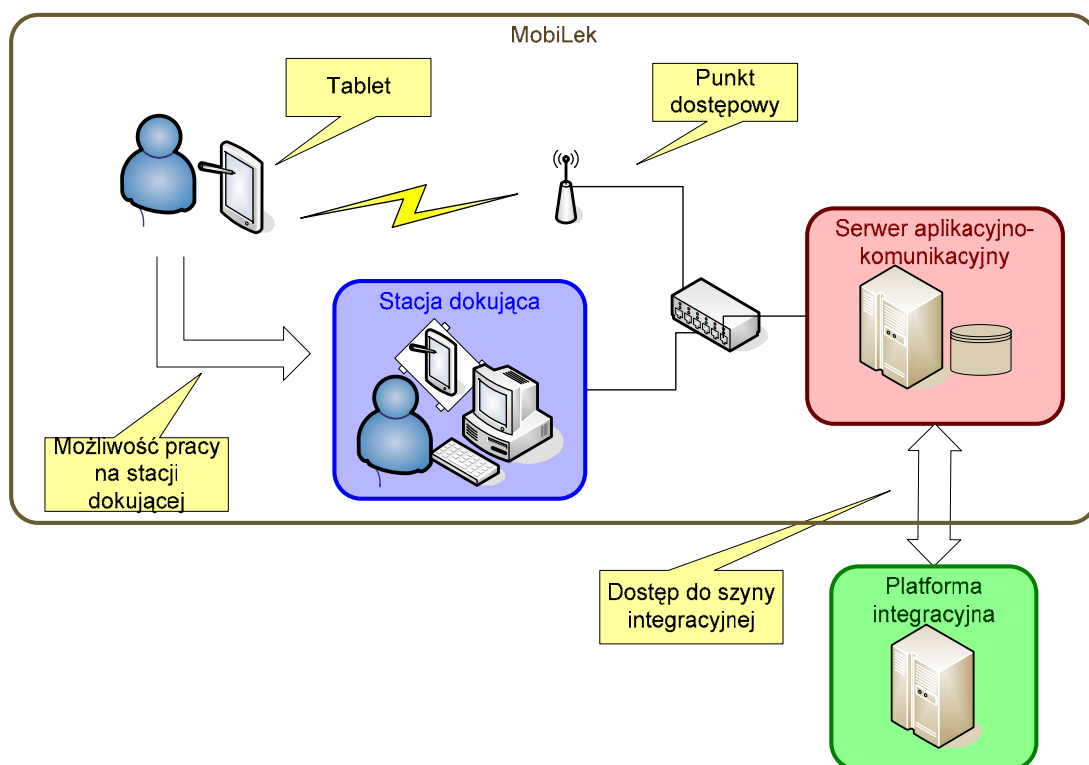 MobiLek
Tablet
Punkt
dostępowy
Serwer aplikacyjno-
komunikacyjny
Stacja dokująca
Możliwość pracy
na stacji
dokującej
Dostęp do szyny
integracyjnej
Platforma
integracyjna